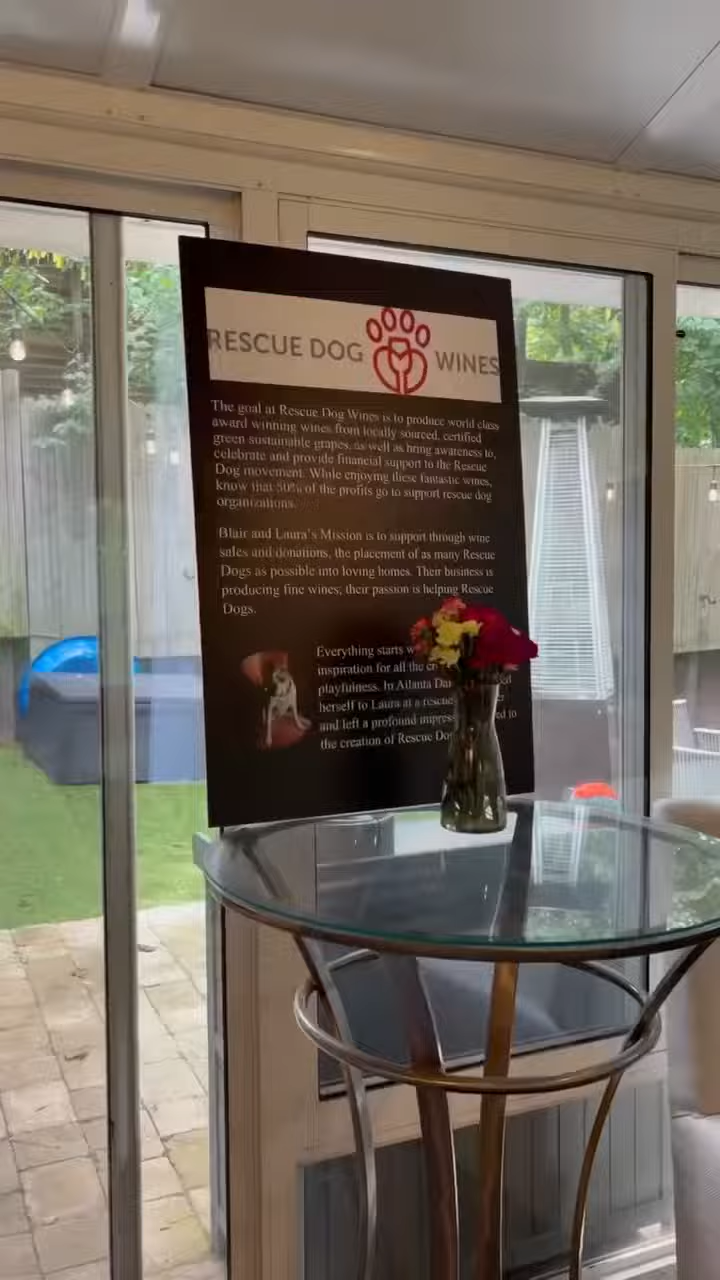 RESCUE DOG WINES
The goal at Rescue Dog Wines is to produce world class
award winning wines from locally sourced, certified
green sustainable grapes, as well as bring awareness to,
celebrate and provide financial support to the Rescue
Dog movement. While enjoying these fantastic wines,
know that 50% of the profits go to support rescue dog
organizations.
Blair and Laura's Mission is to support through wine
sales and donations, the placement of as many Rescue
Dogs as possible into loving homes. Their business is
producing fine wines; their passion is helping Rescue
Dogs.
Everything starts
inspiration for all the
playfulness. In Atlanta
herself to Laura at a rescue
and left a profound to
the creation of Rescue